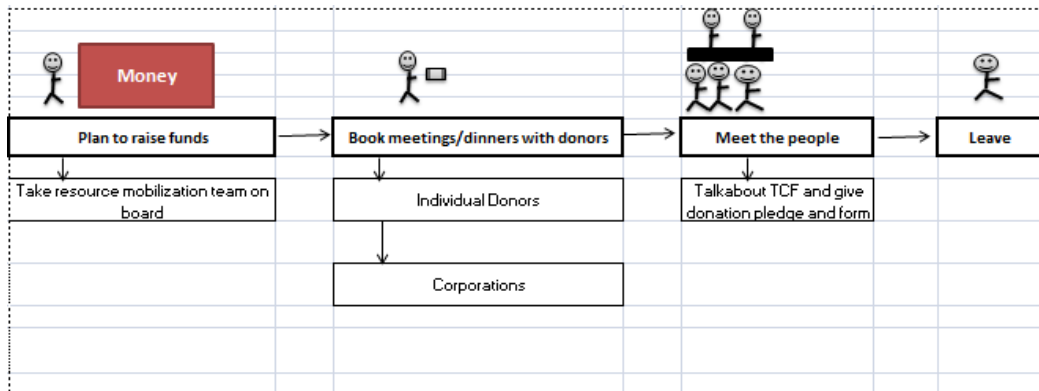 Money
Plan to raise funds
Book meetings/dinners with donors
Meet the people
Leave
Take resource mobilization team on
board
Individual Donors
Talkabout TCF and give
donation pledge and form
Corporations